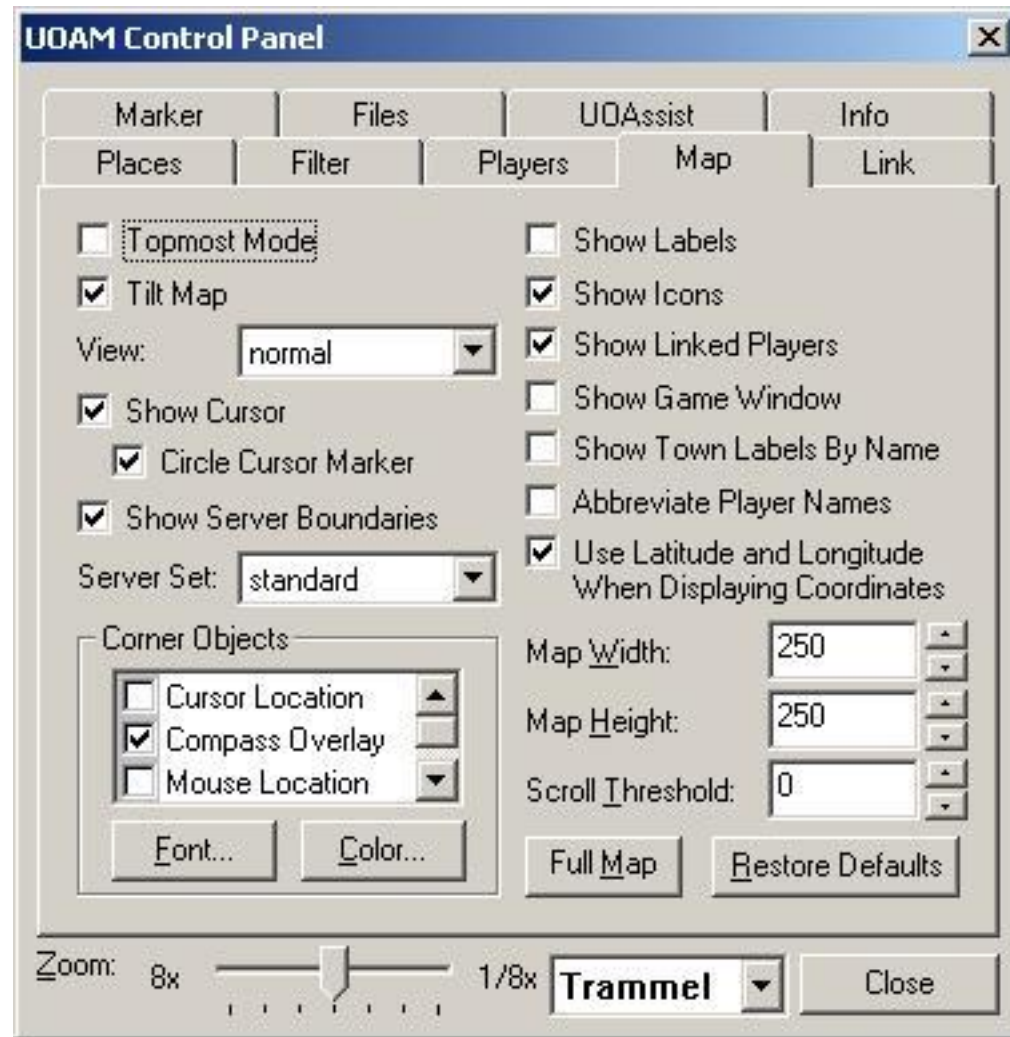 UOAM Control Panel
Marker Files UOAssist Info
Places Filter Players Map Link
Topmost Mode
Tilt Map
View: normal
Show Cursor
Circle Cursor Marker
Show Server Boundaries
Server Set: standard
Corner Objects
Cursor Location
Compass Overlay
Mouse Location
Font... Color...
Show Labels
Show Icons
Show Linked Players
Show Game Window
Show Town Labels By Name
Abbreviate Player Names
Use Latitude and Longitude
When Displaying Coordinates
Map Width: 250
Map Height: 250
Scroll Threshold: 0
Full Map Restore Defaults
Zoom: 8x 1/8x Trammel Close